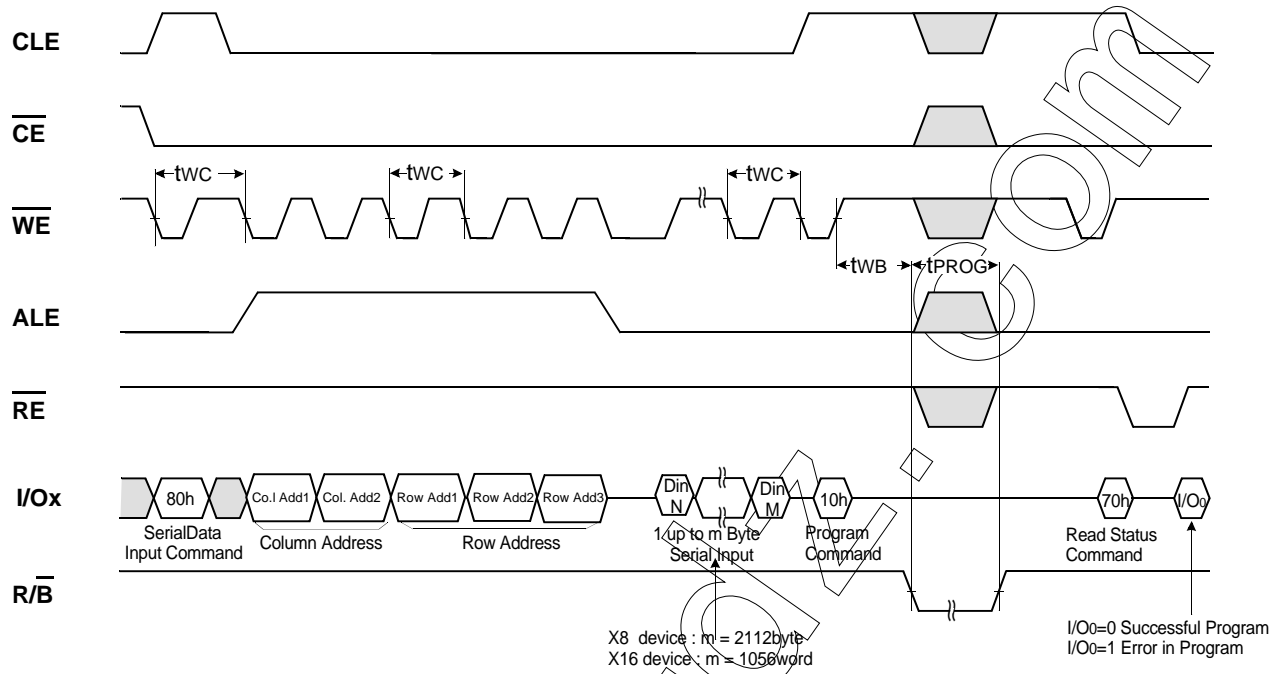 CLE
CE
tWC tWC tWC
WE
tWB tPROG
ALE
RE
I/Ox 80h Co.l Add1 Col. Add2 Row Add1 Row Add2 Row Add3 Din N Din M 10h 70h I/O0
SerialData Input Command
Column Address
Row Address
1 up to m Byte Serial Input
Program Command
Read Status Command
R/B
X8 device : m = 2112byte
X16 device : m = 1056word
I/O0=0 Successful Program
I/O0=1 Error in Program